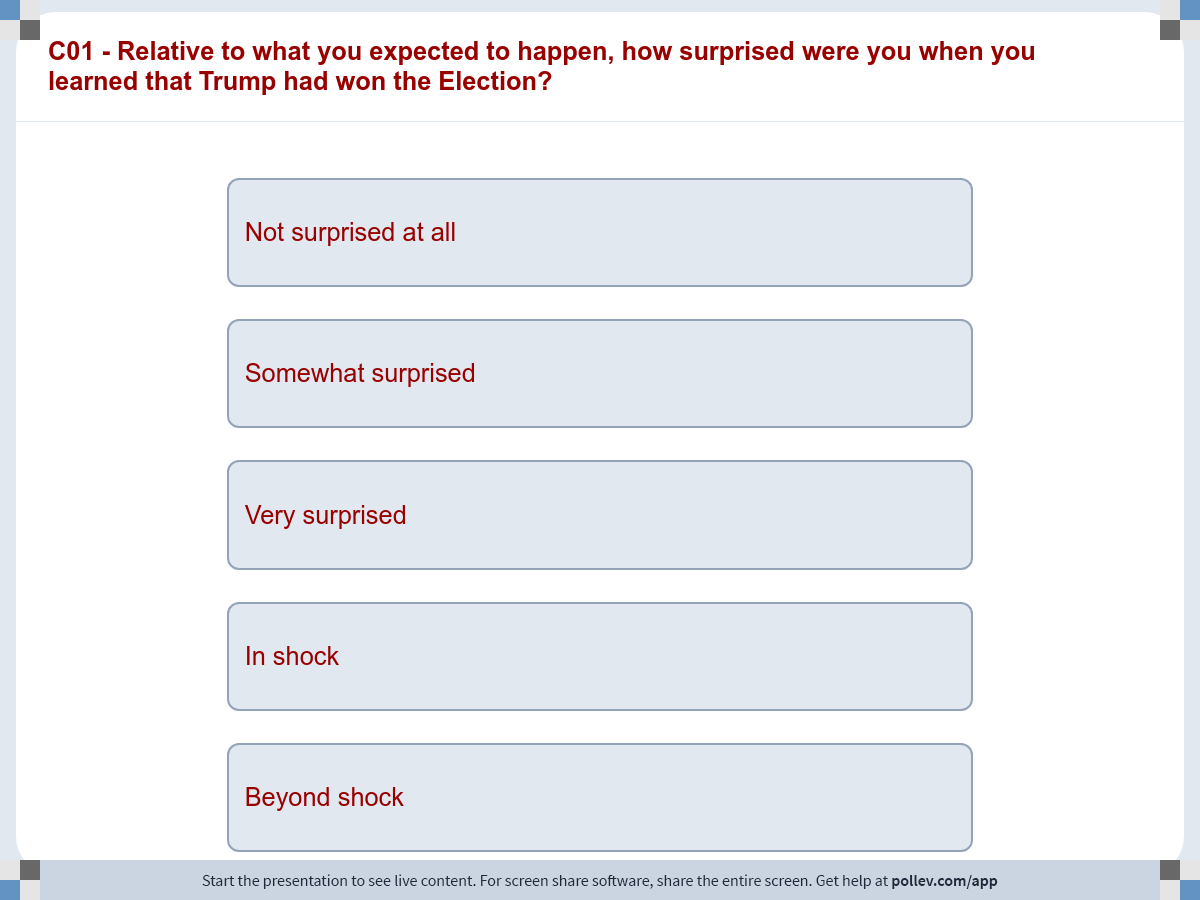 C01 - Relative to what you expected to happen, how surprised were you when you
learned that Trump had won the Election?
Not surprised at all
Somewhat surprised
Very surprised
In shock
Beyond shock
Start the presentation to see live content. For screen share software, share the entire screen. Get help at pollev.com/app